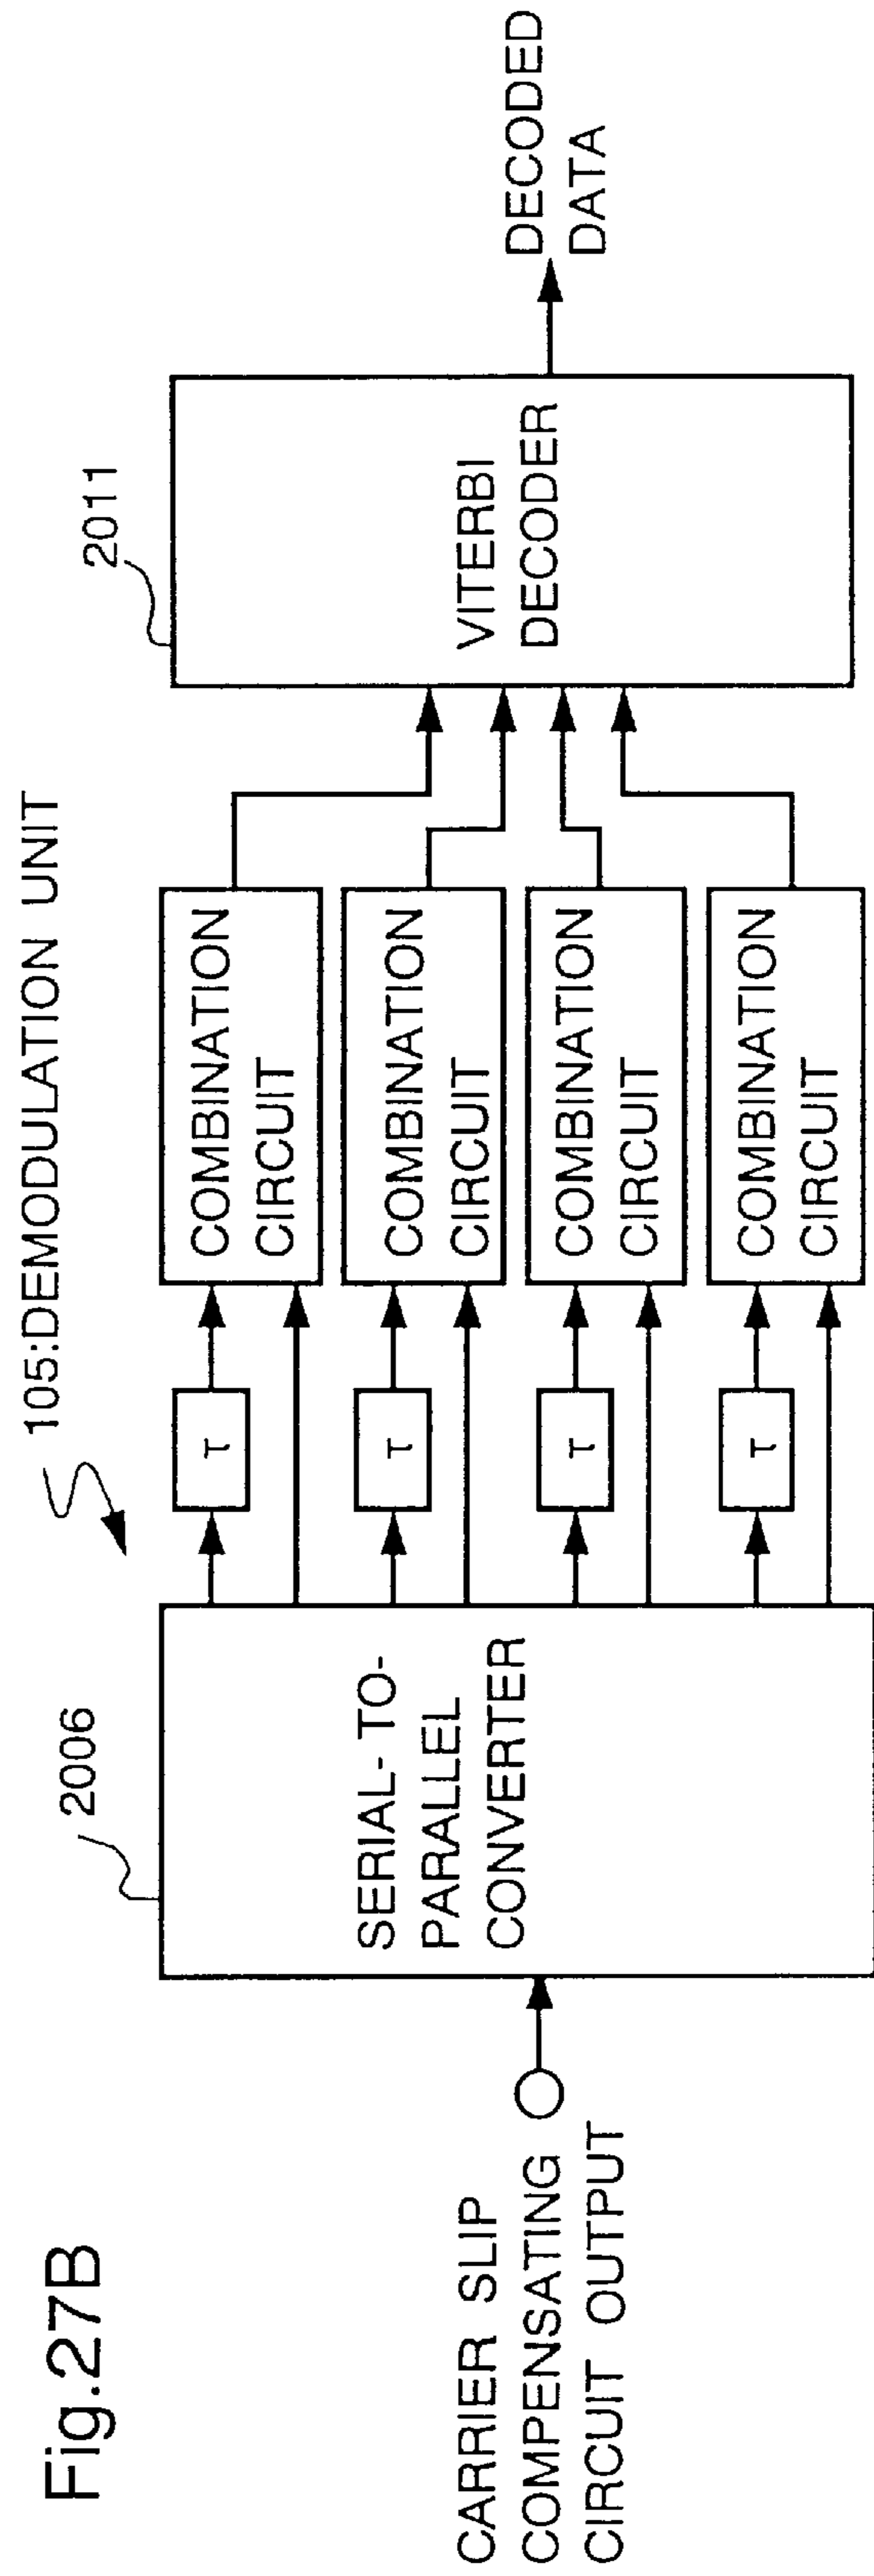 Fig.27B
105:DEMODULATION UNIT
CARRIER SLIP
COMPENSATING
CIRCUIT OUTPUT
2006
SERIAL- TO-
PARALLEL
CONVERTER
τ
τ
τ
τ
COMBINATION
CIRCUIT
COMBINATION
CIRCUIT
COMBINATION
CIRCUIT
COMBINATION
CIRCUIT
2011
VITERBI
DECODER
DECODED
DATA